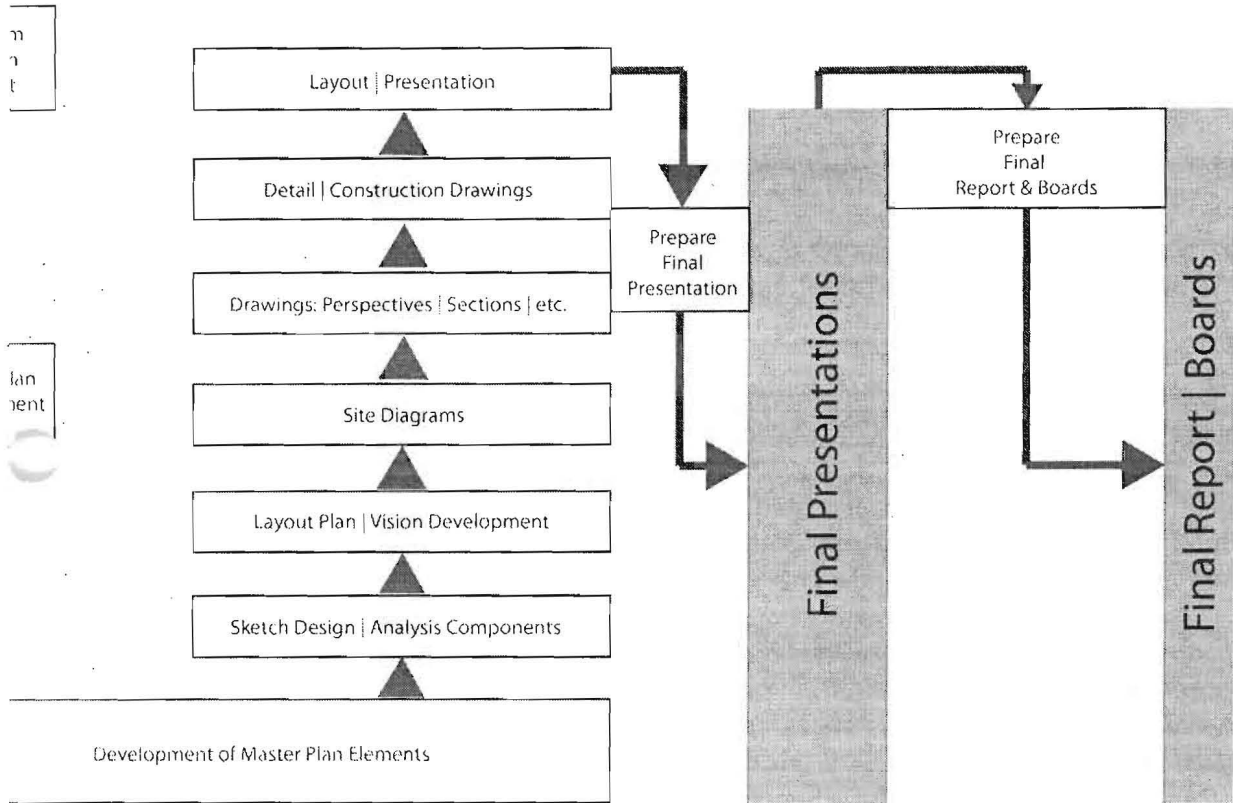 Layout | Presentation
Detail | Construction Drawings
Drawings: Perspectives | Sections | etc.
Site Diagrams
Layout Plan | Vision Development
Sketch Design | Analysis Components
Development of Master Plan Elements
Prepare
Final
Presentation
Final Presentations
Prepare
Final
Report & Boards
Final Report | Boards